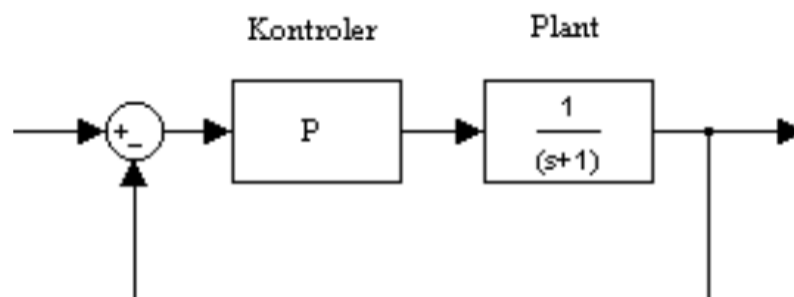 Kontroler
Plant
+
−
P
1
(s+1)